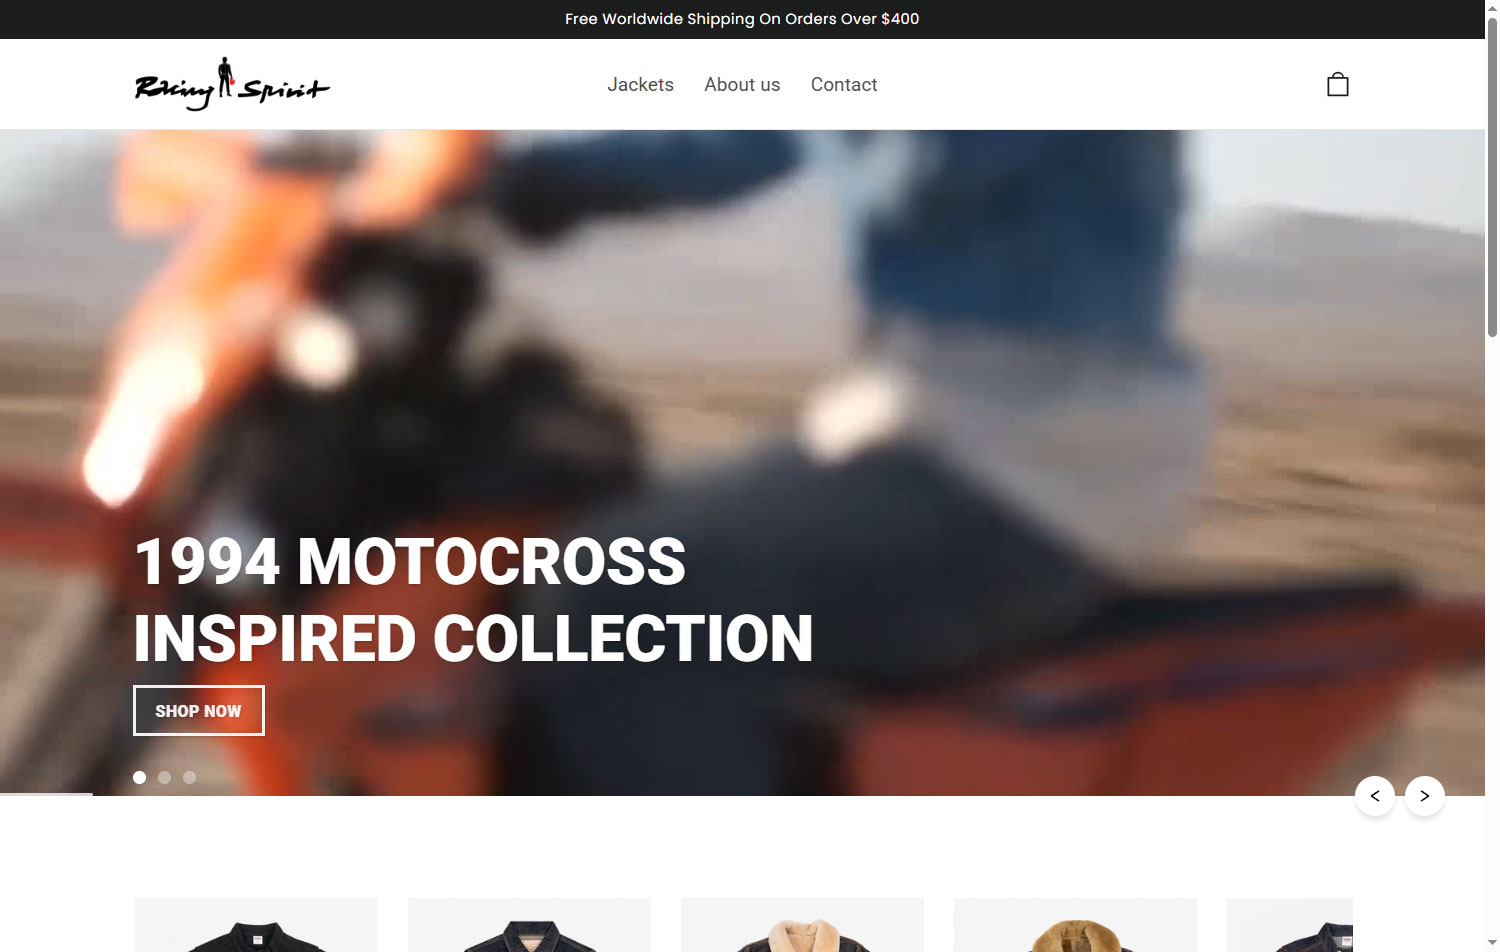 Free Worldwide Shipping On Orders Over $400
Racing Spirit
Jackets
About us
Contact
1994 MOTOCROSS
INSPIRED COLLECTION
SHOP NOW